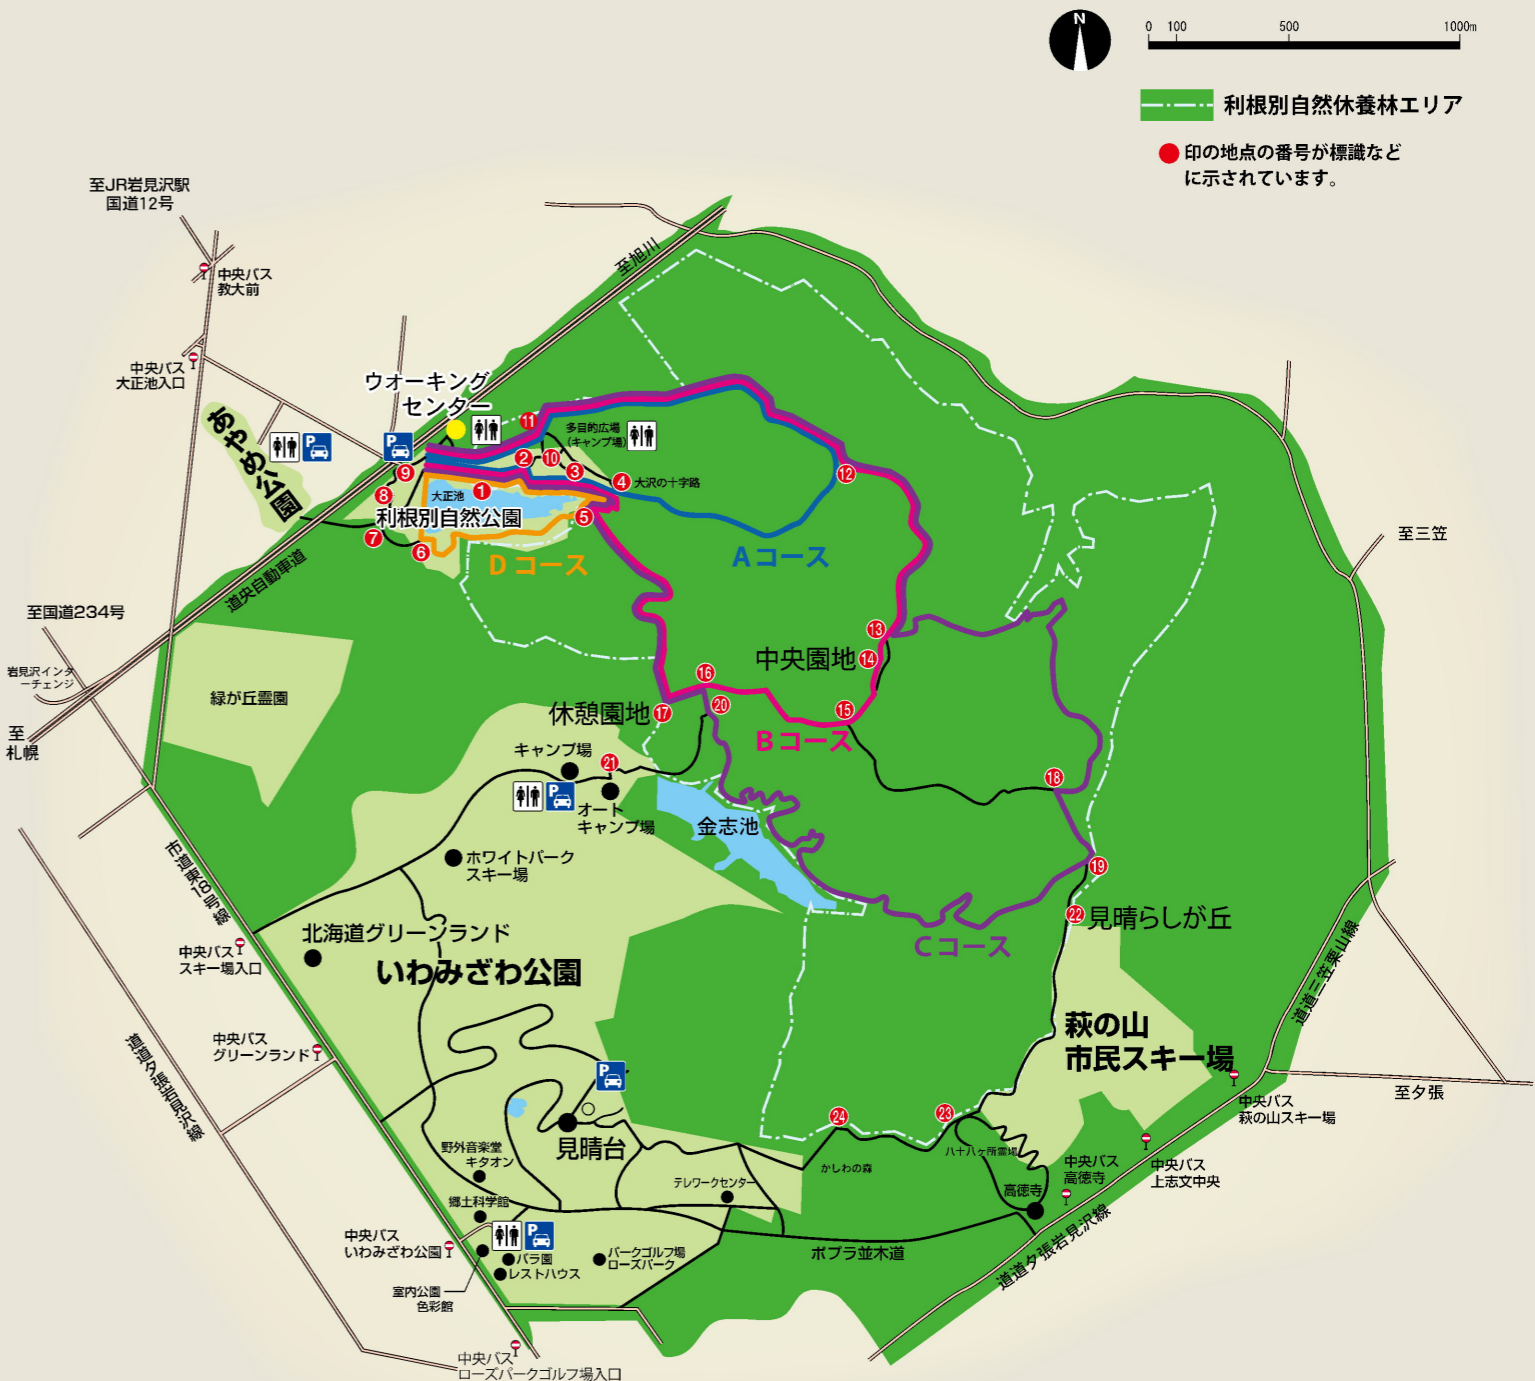 N
0 100 500 1000m
利根別自然休養林エリア
印の地点の番号が標識など
に示されています。
至JR岩見沢駅
国道12号
中央バス
教大前
至旭川
中央バス
大正池入口
ウオーキング
センター
あやめ公園
P
P
11
多目的広場
(キャンプ場)
2
10
3
4
大沢の十字路
12
9
8
大正池
1
利根別自然公園
5
7
6
Dコース
Aコース
至三笠
道央自動車道
至国道234号
岩見沢インタ
ーチェンジ
至
札幌
緑が丘霊園
13
中央園地
14
16
20
休憩園地
17
15
Bコース
キャンプ場
21
P
オート
キャンプ場
18
金志池
ホワイトパーク
スキー場
19
22
見晴らしが丘
Cコース
市道東18号線
北海道グリーンランド
いわみざわ公園
中央バス
スキー場入口
道道三笠栗山線
萩の山
市民スキー場
中央バス
グリーンランド
道道夕張岩見沢線
P
見晴台
24
23
至夕張
中央バス
萩の山スキー場
野外音楽堂
キタオン
八十八ヶ所霊場
かしわの森
中央バス
高徳寺
中央バス
上志文中央
テレワークセンター
高徳寺
郷土科学館
P
中央バス
いわみざわ公園
バラ園
レストハウス
パークゴルフ場
ローズパーク
ポプラ並木道
道道夕張岩見沢線
室内公園
色彩館
中央バス
ローズパークゴルフ場入口